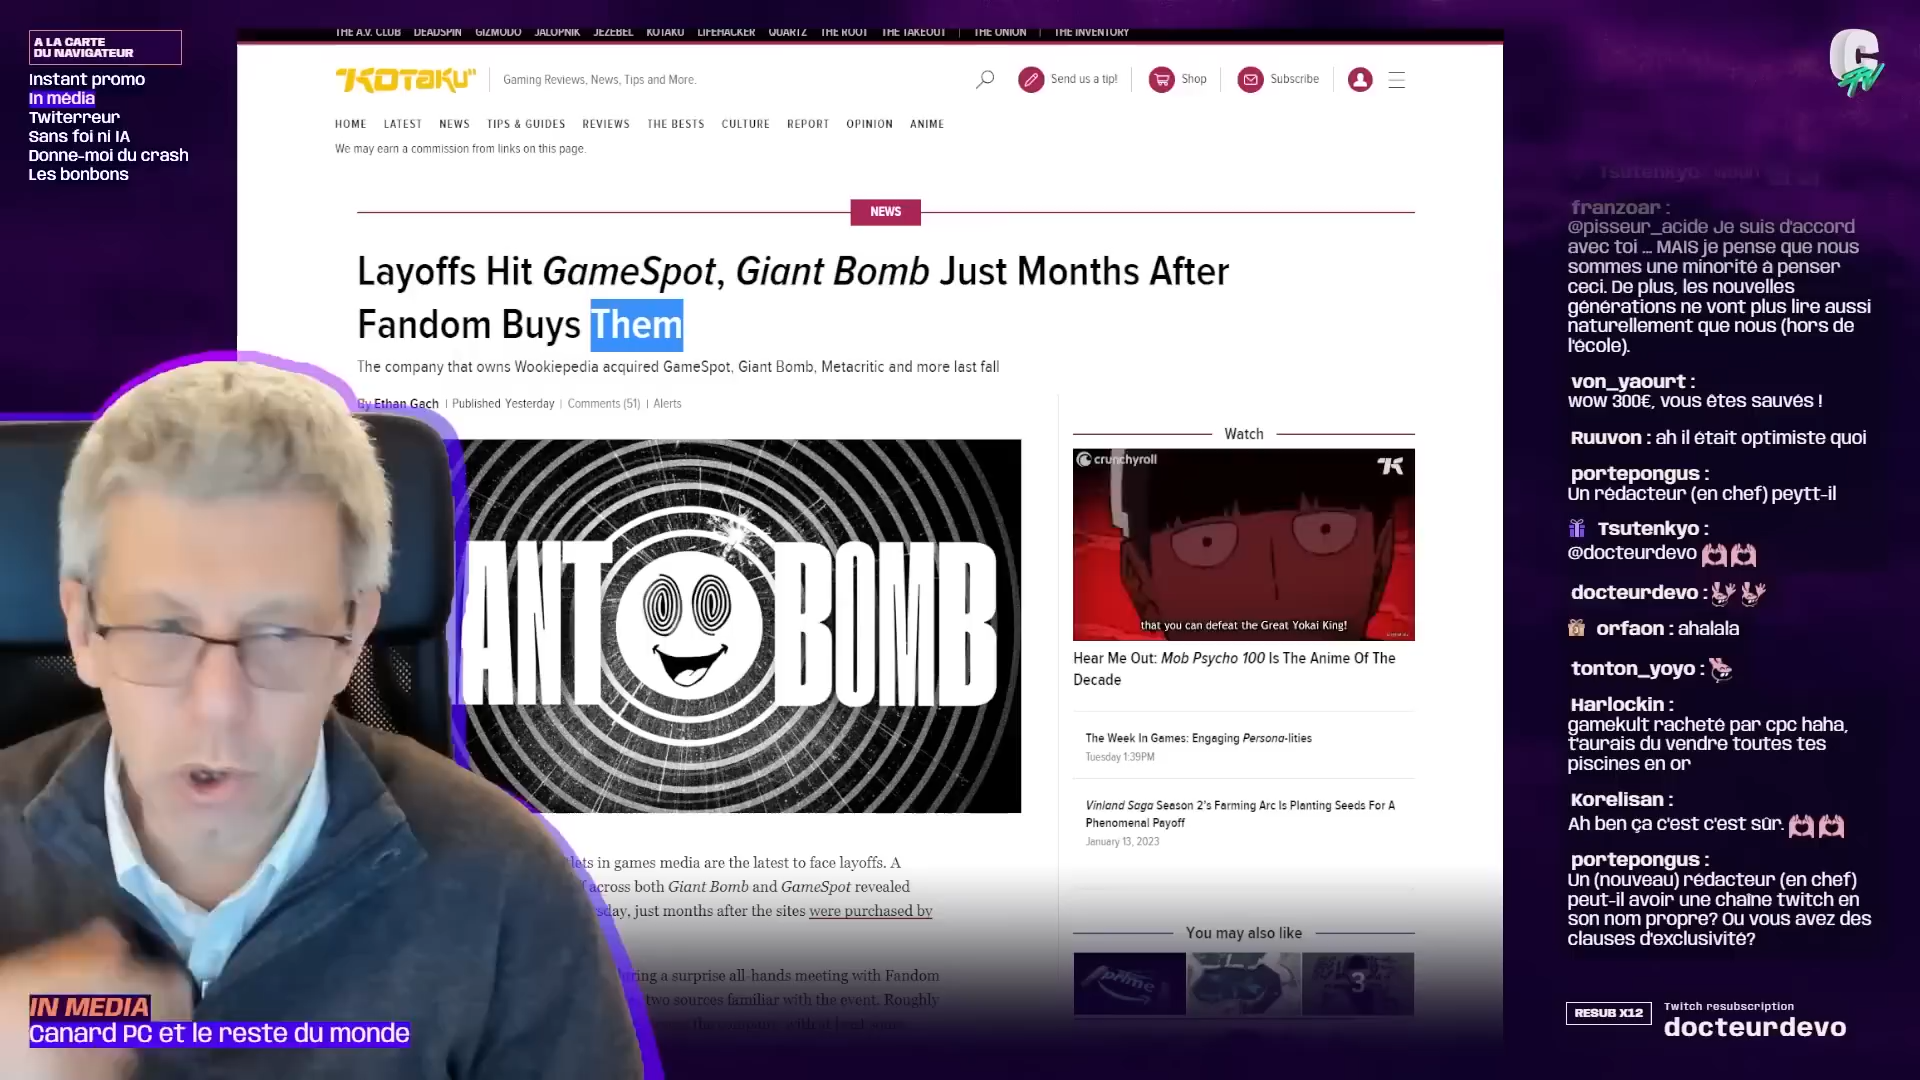 A LA CARTE
DU NAVIGATEUR
Instant promo
In média
Twiterreur
Sans foi ni IA
Donne-moi du crash
Les bonbons
THE A.V. CLUB DEADSPIN GIZMODO JALOPNIK JEZEBEL KOTAKU LIFEHACKER QUARTZ THE ROOT THE TAKEOUT | THE ONION | THE INVENTORY
"KOTAKU"
Gaming Reviews, News, Tips and More.
Send us a tip!
Shop
Subscribe
HOME LATEST NEWS TIPS & GUIDES REVIEWS THE BESTS CULTURE REPORT OPINION ANIME
We may earn a commission from links on this page.
NEWS
Layoffs Hit GameSpot, Giant Bomb Just Months After
Fandom Buys Them
The company that owns Wookiepedia acquired GameSpot, Giant Bomb, Metacritic and more last fall
By Ethan Gach | Published Yesterday | Comments (51) | Alerts
ANT BOMB
lets in games media are the latest to face layoffs. A
across both Giant Bomb and GameSpot revealed
sday, just months after the sites were purchased by
uring a surprise all-hands meeting with Fandom
two sources familiar with the event. Roughly
Watch
crunchyroll
that you can defeat the Great Yokai King!
Hear Me Out: Mob Psycho 100 Is The Anime Of The
Decade
The Week In Games: Engaging Persona-lities
Tuesday 1:39PM
Vinland Saga Season 2's Farming Arc Is Planting Seeds For A
Phenomenal Payoff
January 13, 2023
You may also like
prime
3
C
TV
Tsutenkyo
franzoar :
@pisseur_acide Je suis d'accord
avec toi ... MAIS je pense que nous
sommes une minorité à penser
ceci. De plus, les nouvelles
générations ne vont plus lire aussi
naturellement que nous (hors de
l'école).
von_yaourt :
wow 300€, vous êtes sauvés !
Ruuvon : ah il était optimiste quoi
portepongus :
Un rédacteur (en chef) peytt-il
Tsutenkyo :
@docteurdevo
docteurdevo :
orfaon : ahalala
tonton_yoyo :
Harlockin :
gamekult racheté par cpc haha,
t'aurais du vendre toutes tes
piscines en or
Korelisan :
Ah ben ça c'est c'est sûr.
portepongus :
Un (nouveau) rédacteur (en chef)
peut-il avoir une chaîne twitch en
son nom propre? Ou vous avez des
clauses d'exclusivité?
RESUB X12
Twitch resubscription
docteurdevo
IN MEDIA
Canard PC et le reste du monde